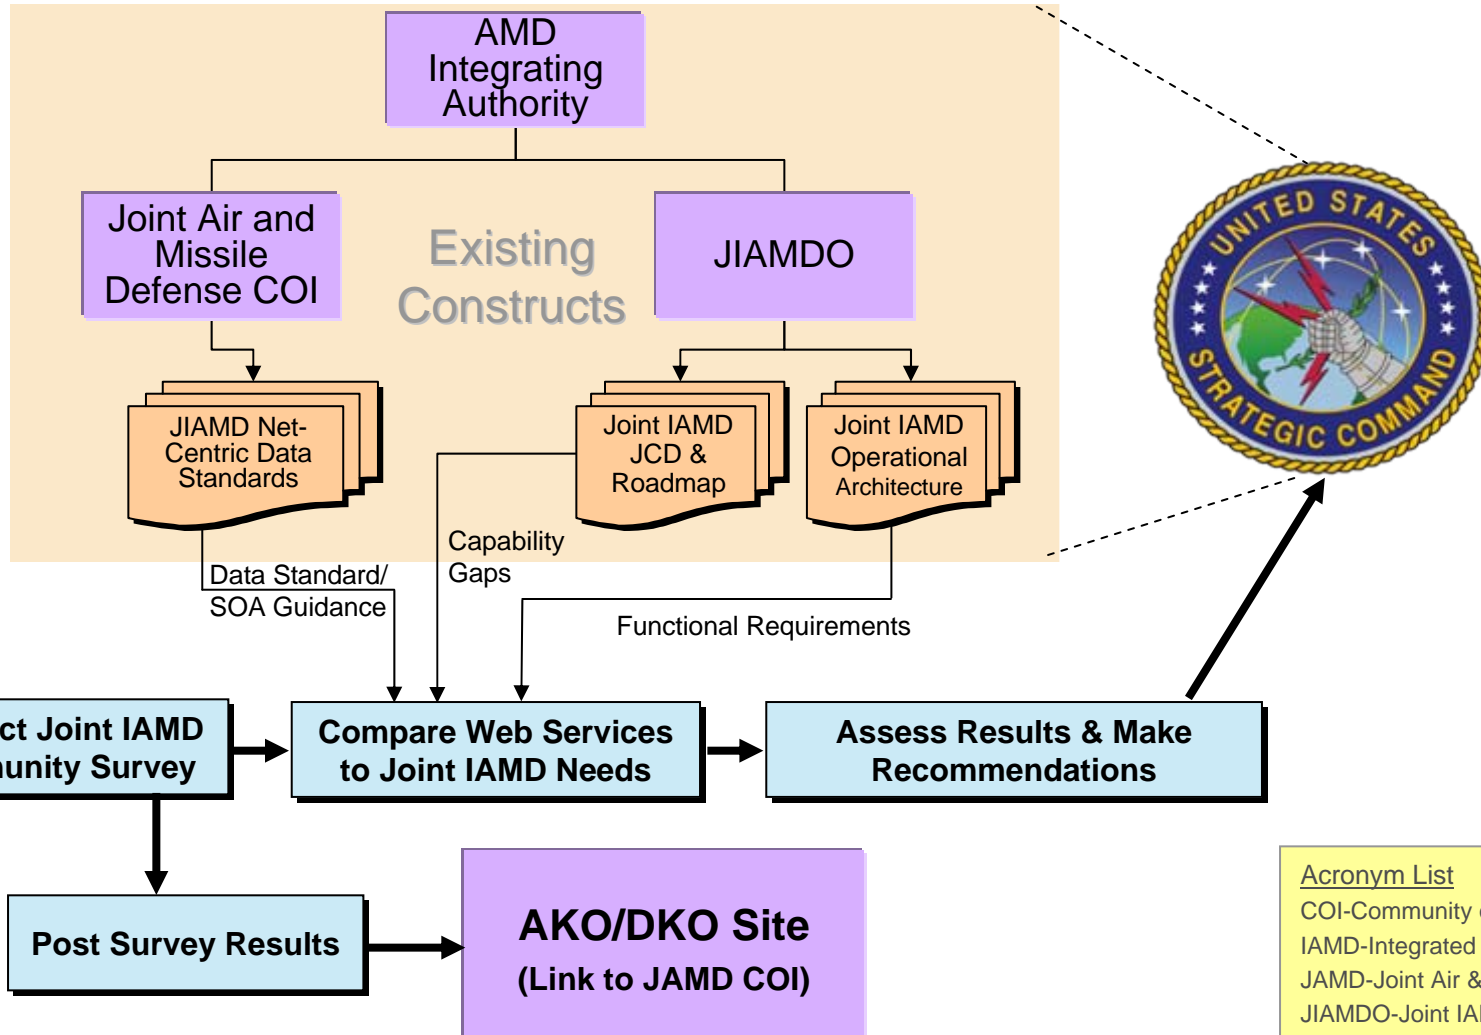 AMD
Integrating
Authority
Joint Air and
Missile
Defense COI
Existing
Constructs
JIAMDO
UNITED STATES
STRATEGIC COMMAND
JIAMD Net-
Centric Data
Standards
Joint IAMD
JCD &
Roadmap
Joint IAMD
Operational
Architecture
Capability
Gaps
Data Standard/
SOA Guidance
Functional Requirements
Joint IAMD
Survey
Compare Web Services
to Joint IAMD Needs
Assess Results & Make
Recommendations
Post Survey Results
AKO/DKO Site
(Link to JAMD COI)
Acronym List
COI-Community
IAMD-Integrated
JAMD-Joint Air &
JIAMDO-Joint